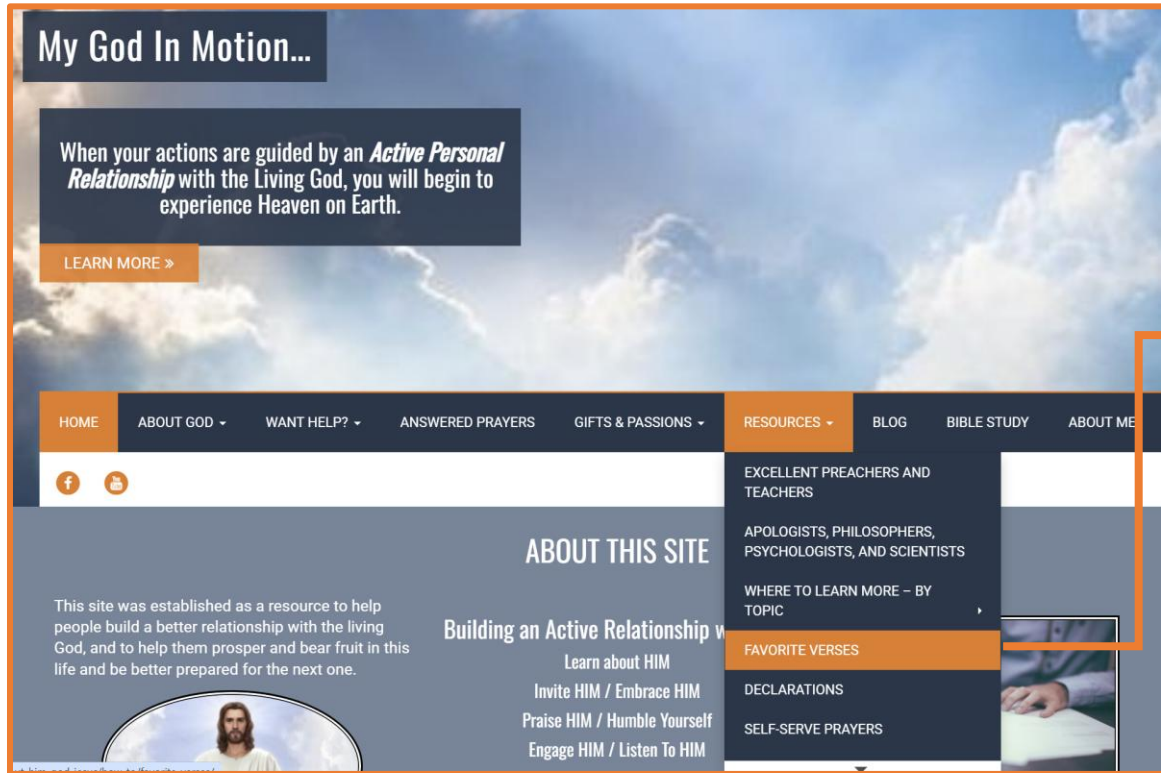 My God In Motion...
When your actions are guided by an Active Personal
Relationship with the Living God, you will begin to
experience Heaven on Earth.
LEARN MORE »
HOME ABOUT GOD WANT HELP? ANSWERED PRAYERS GIFTS & PASSIONS RESOURCES BLOG BIBLE STUDY ABOUT ME
EXCELLENT PREACHERS AND
TEACHERS
APOLOGISTS, PHILOSOPHERS,
PSYCHOLOGISTS, AND SCIENTISTS
WHERE TO LEARN MORE – BY
TOPIC
FAVORITE VERSES
DECLARATIONS
SELF-SERVE PRAYERS
ABOUT THIS SITE
This site was established as a resource to help
people build a better relationship with the living
God, and to help them prosper and bear fruit in this
life and be better prepared for the next one.
Building an Active Relationship
Learn about HIM
Invite HIM / Embrace HIM
Praise HIM / Humble Yourself
Engage HIM / Listen To HIM